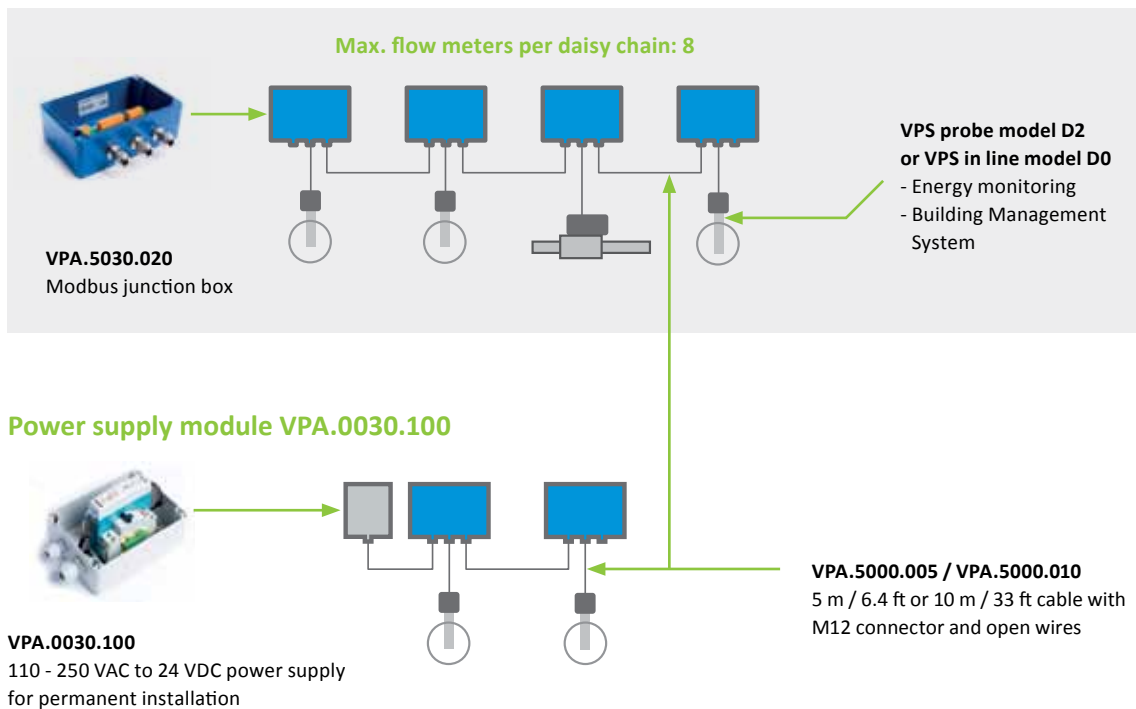 Max. flow meters per daisy chain: 8
VPS probe model D2
or VPS in line model D0
- Energy monitoring
- Building Management
System
VPA.5030.020
Modbus junction box
Power supply module VPA.0030.100
VPA.5000.005 / VPA.5000.010
5 m / 6.4 ft or 10 m / 33 ft cable with
M12 connector and open wires
VPA.0030.100
110 - 250 VAC to 24 VDC power supply
for permanent installation